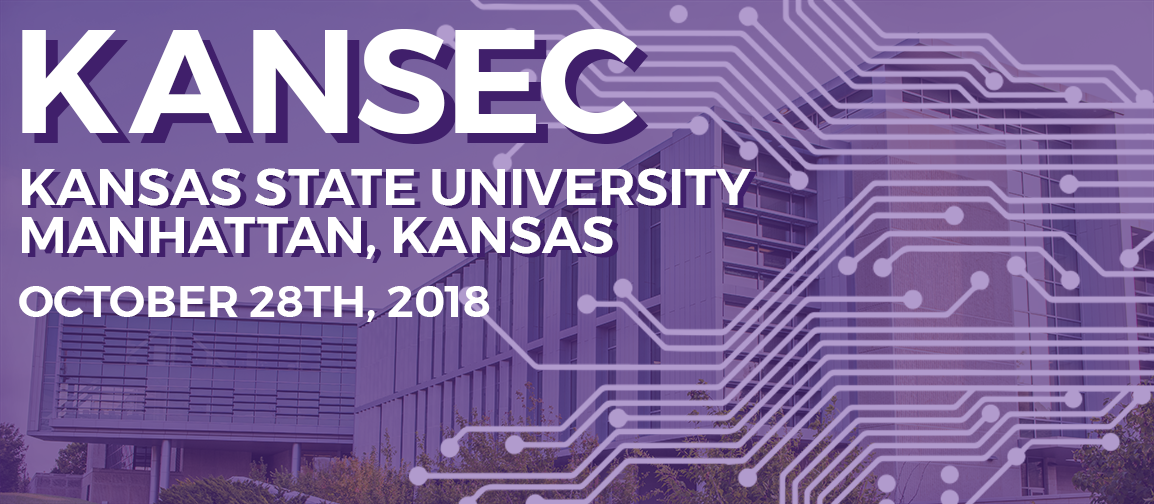 KANSEC
KANSAS STATE UNIVERSITY
MANHATTAN, KANSAS
OCTOBER 28TH, 2018